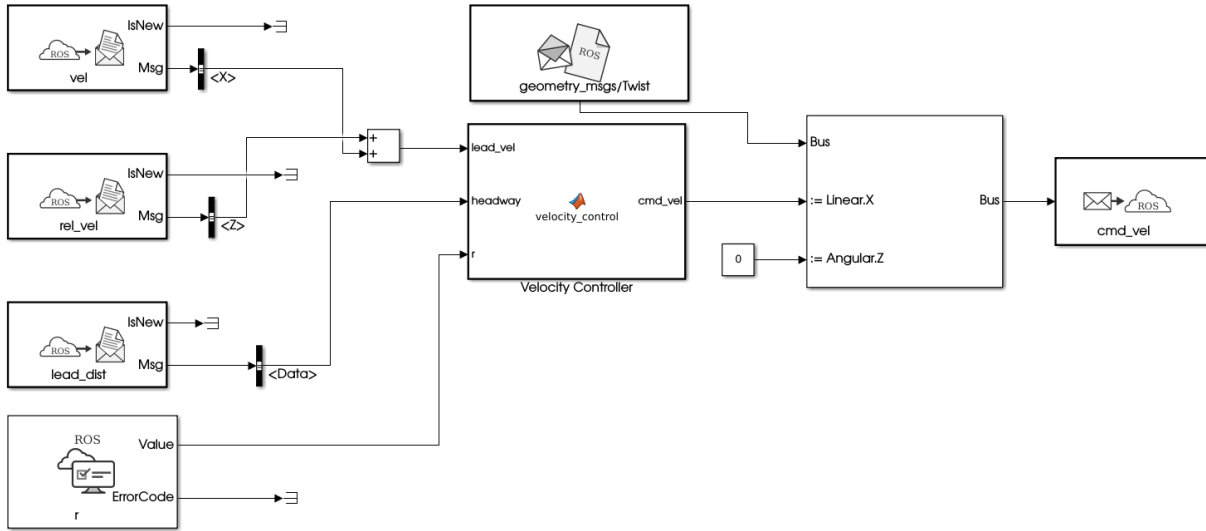 IsNew
ROS
Msg
vel
<X>
ROS
geometry_msgs/Twist
+
+
IsNew
ROS
Msg
rel_vel
<Z>
lead_vel
headway
r
velocity_control
cmd_vel
Velocity Controller
0
Bus
:= Linear.X
:= Angular.Z
Bus
ROS
cmd_vel
IsNew
ROS
Msg
lead_dist
<Data>
ROS
Value
ErrorCode
r